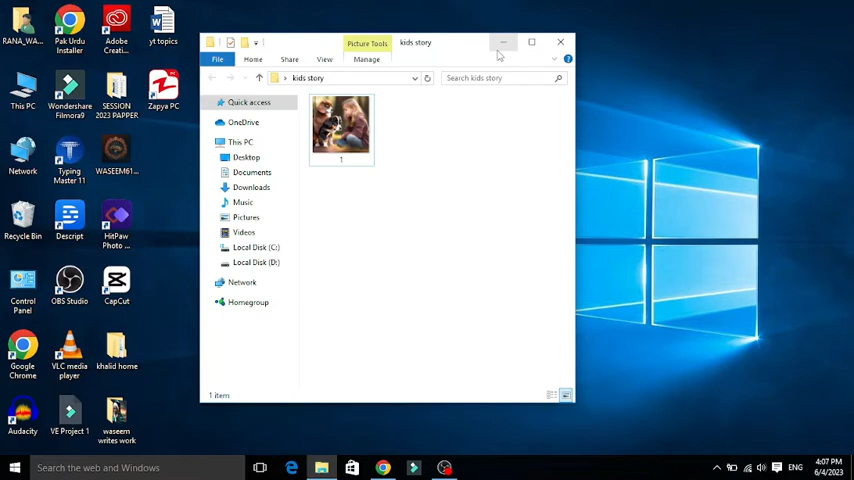 RANA_WA...
Pak Urdu
Installer
Adobe
Creati...
yt topics
This PC
Wondershare
Filmora9
SESSION
2023 PAPPER
Zapya PC
Network
Typing
Master 11
WASEEM61...
Recycle Bin
Descript
HitPaw
Photo ...
Control
Panel
OBS Studio
CapCut
Google
Chrome
VLC media
player
khalid home
Audacity
VE Project 1
waseem
writes work
Picture Tools
kids story
File
Home
Share
View
Manage
kids story
Search kids story
Quick access
OneDrive
This PC
Desktop
Documents
Downloads
Music
Pictures
Videos
Local Disk (C:)
Local Disk (D:)
Network
Homegroup
1
1 item
Search the web and Windows
ENG
4:07 PM
6/4/2023